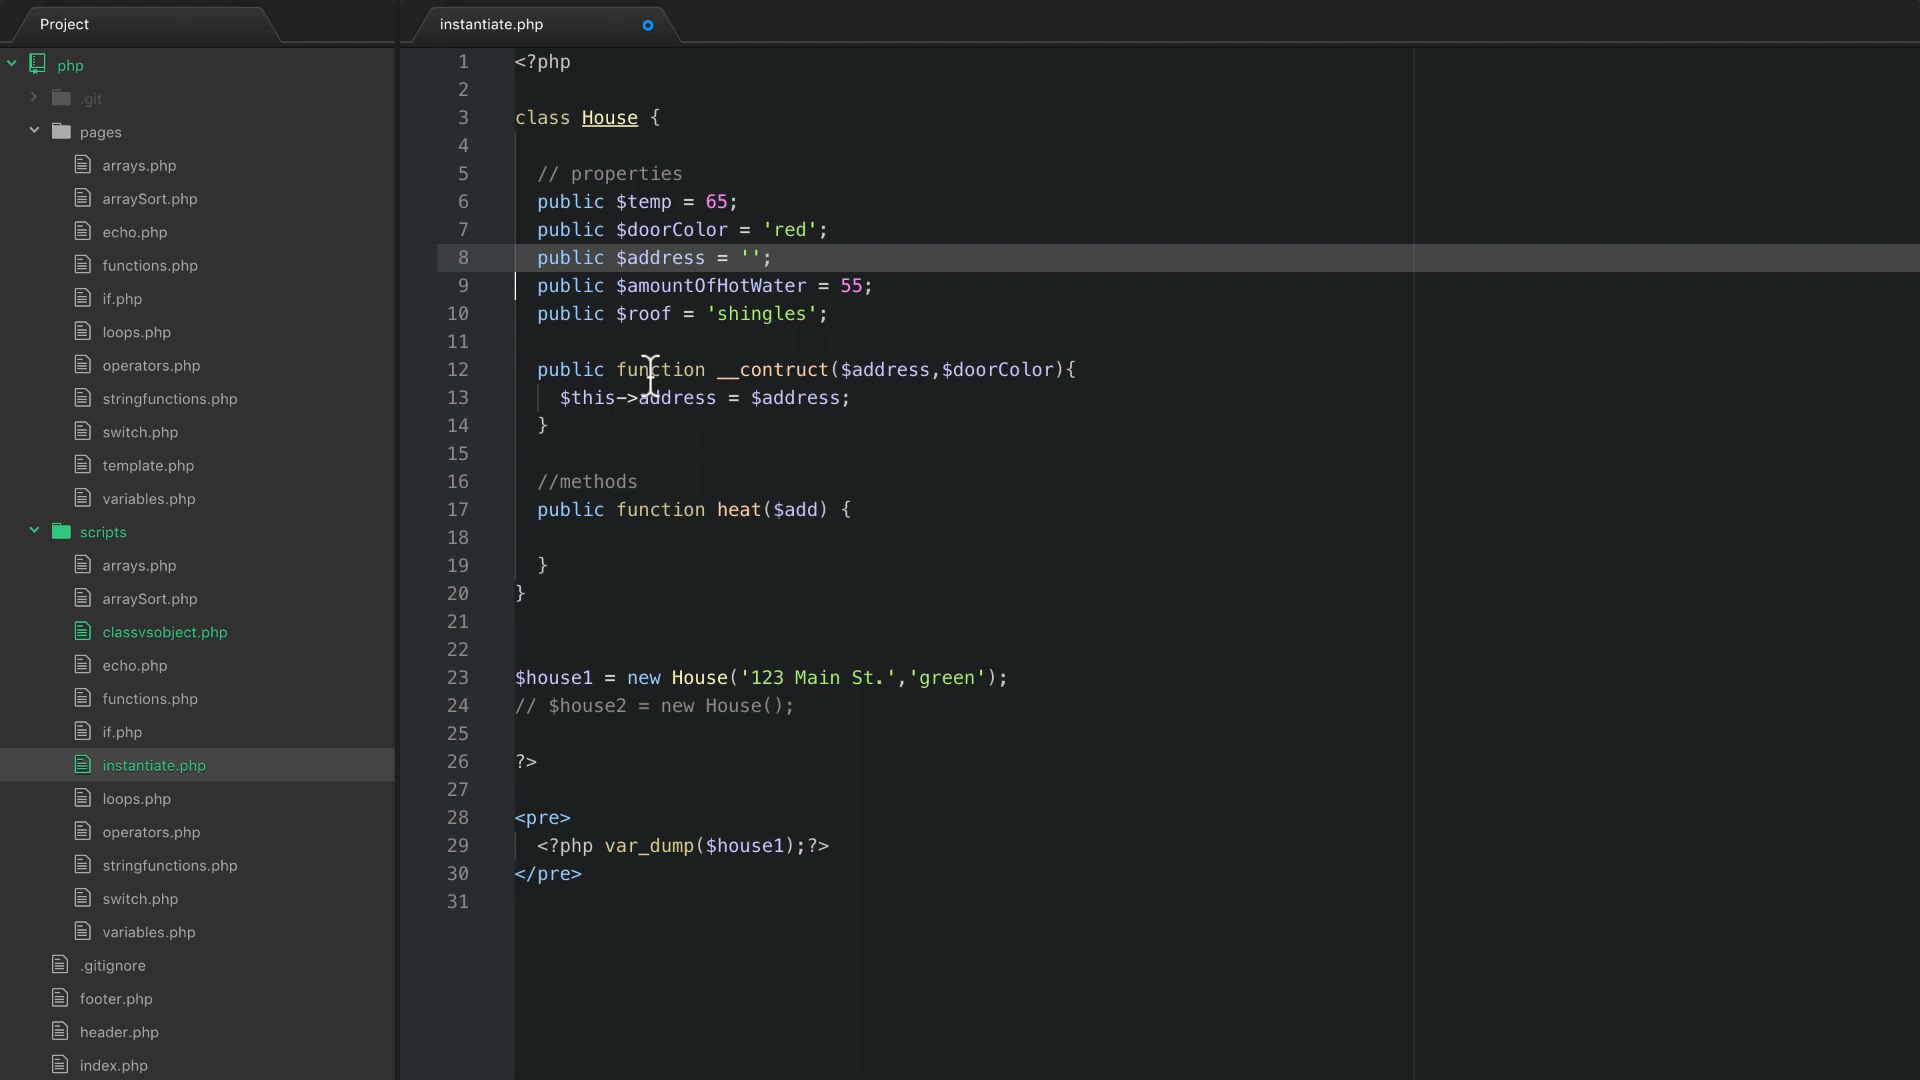 Project
php
.git
pages
arrays.php
arraySort.php
echo.php
functions.php
if.php
loops.php
operators.php
stringfunctions.php
switch.php
template.php
variables.php
scripts
arrays.php
arraySort.php
classvsobject.php
echo.php
functions.php
if.php
instantiate.php
loops.php
operators.php
stringfunctions.php
switch.php
variables.php
.gitignore
footer.php
header.php
index.php
instantiate.php
1 <?php
2
3 class House {
4
5   // properties
6   public $temp = 65;
7   public $doorColor = 'red';
8   public $address = '';
9   public $amountOfHotWater = 55;
10   public $roof = 'shingles';
11
12   public function __contruct($address,$doorColor){
13     $this->address = $address;
14   }
15
16   //methods
17   public function heat($add) {
18
19   }
20 }
21
22
23 $house1 = new House('123 Main St.','green');
24 // $house2 = new House();
25
26 ?>
27
28 <pre>
29   <?php var_dump($house1);?>
30 </pre>
31